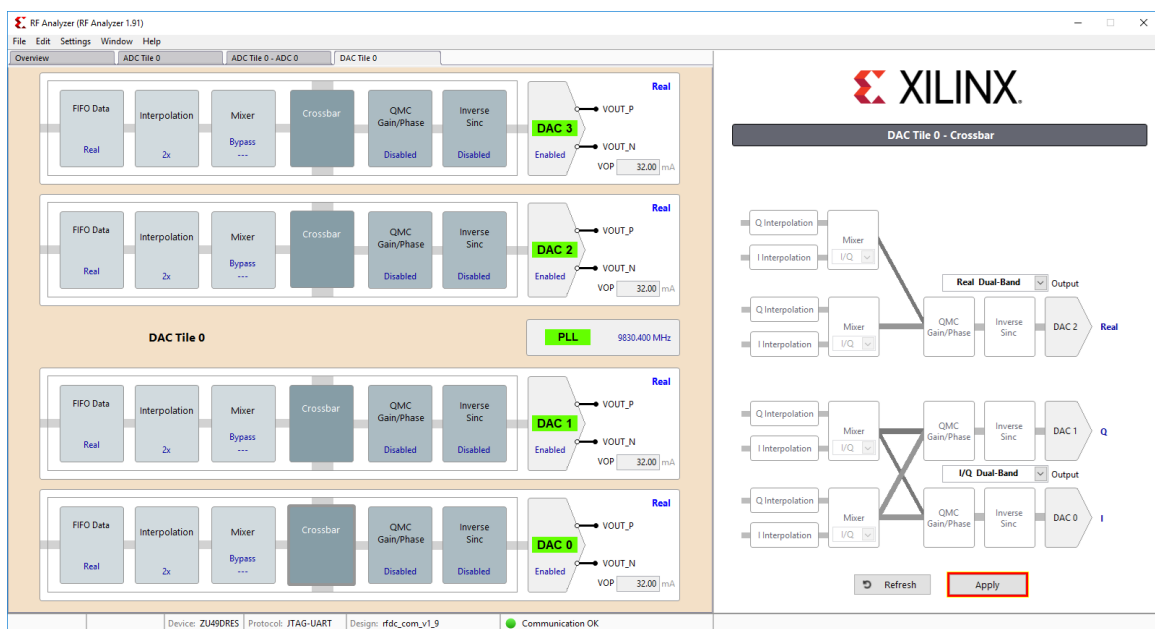 RF Analyzer (RF Analyzer 1.91)
File Edit Settings Window Help
Overview ADC Tile 0 ADC Tile 0 - ADC 0 DAC Tile 0
Real
FIFO Data Interpolation Mixer Crossbar QMC Gain/Phase Inverse Sinc VOUT_P
DAC 3
Real 2x Bypass --- Disabled Disabled Enabled VOUT_N
VOP 32.00 mA
Real
FIFO Data Interpolation Mixer Crossbar QMC Gain/Phase Inverse Sinc VOUT_P
DAC 2
Real 2x Bypass --- Disabled Disabled Enabled VOUT_N
VOP 32.00 mA
DAC Tile 0 PLL 9830.400 MHz
Real
FIFO Data Interpolation Mixer Crossbar QMC Gain/Phase Inverse Sinc VOUT_P
DAC 1
Real 2x Bypass --- Disabled Disabled Enabled VOUT_N
VOP 32.00 mA
Real
FIFO Data Interpolation Mixer Crossbar QMC Gain/Phase Inverse Sinc VOUT_P
DAC 0
Real 2x Bypass --- Disabled Disabled Enabled VOUT_N
VOP 32.00 mA
XILINX.
DAC Tile 0 - Crossbar
Q Interpolation
Mixer
I Interpolation I/Q
Real Dual-Band Output
Q Interpolation
Mixer QMC Gain/Phase Inverse Sinc DAC 2 Real
I Interpolation I/Q
Q Interpolation
Mixer QMC Gain/Phase Inverse Sinc DAC 1 Q
I Interpolation I/Q
I/Q Dual-Band Output
Q Interpolation
Mixer QMC Gain/Phase Inverse Sinc DAC 0 I
I Interpolation I/Q
Refresh Apply
Device: ZU49DRES Protocol: JTAG-UART Design: rfdc_com_v1_9 Communication OK